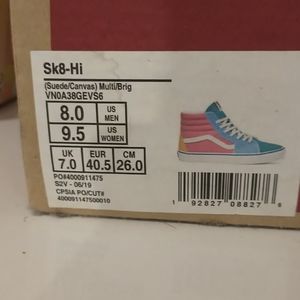 Sk8-Hi
(Suede/Canvas) Multi/Brig
VN0A38GEVS6
8.0 US MEN
9.5 US WOMEN
UK 7.0 EUR 40.5 CM 26.0
PO#4000911475
S2V - 06/19
CPSIA PO/CUT#
400091147500010
1 92827 08827 6